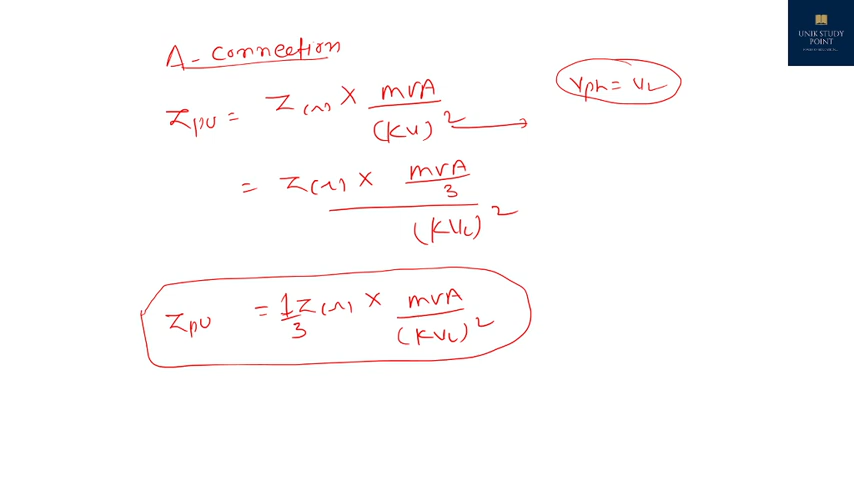 Δ - connection
Zpu = Z(Ω) × MVA / (KV)²
Vph = VL
= Z(Ω) × MVA/3 / (KVL)²
Zpu = 1/3 Z(Ω) × MVA / (KVL)²
UNIK STUDY
POINT